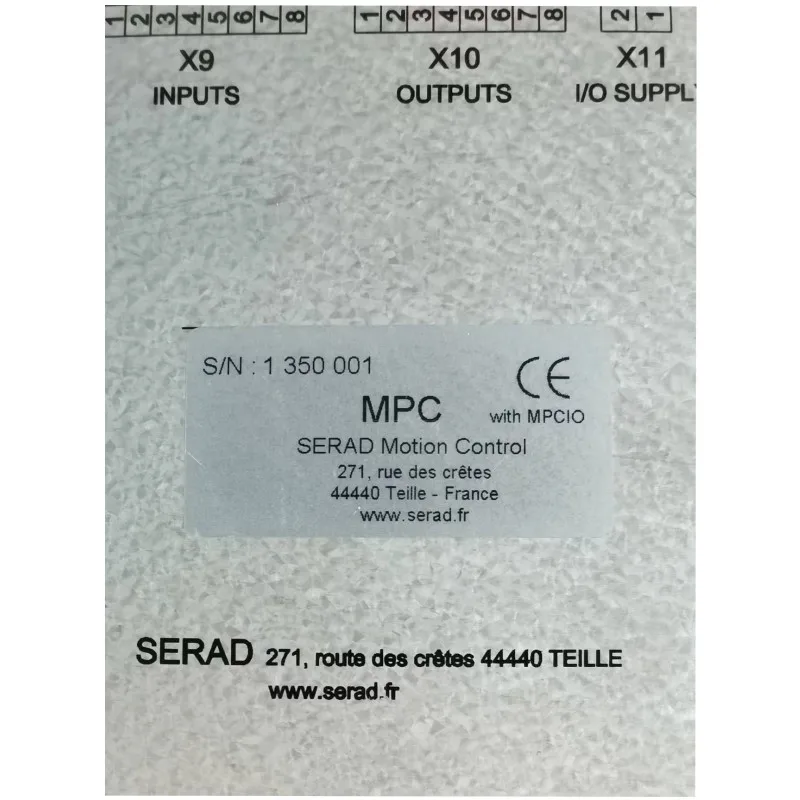 1 2 3 4 5 6 7 8 1 2 3 4 5 6 7 8 2 1
X9 X10 X11
INPUTS OUTPUTS I/O SUPPLY
S/N : 1 350 001 CE
MPC with MPCIO
SERAD Motion Control
271, rue des crêtes
44440 Teille - France
www.serad.fr
SERAD 271, route des crêtes 44440 TEILLE
www.serad.fr